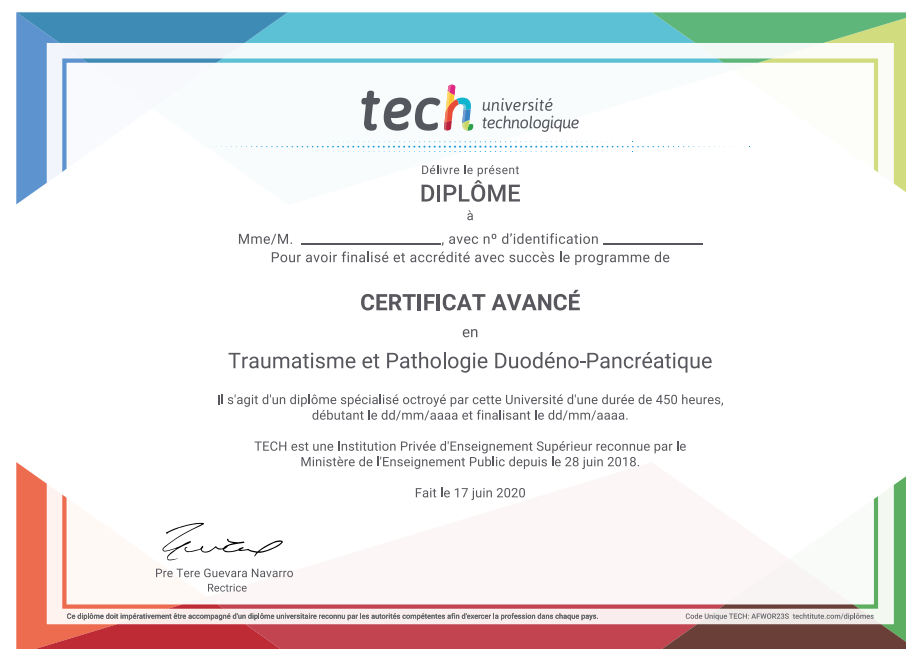 tech université
technologique
Délivre le présent
DIPLÔME
à
Mme/M. ____________________, avec nº d'identification ______________
Pour avoir finalisé et accrédité avec succès le programme de
CERTIFICAT AVANCÉ
en
Traumatisme et Pathologie Duodéno-Pancréatique
Il s'agit d'un diplôme spécialisé octroyé par cette Université d'une durée de 450 heures,
débutant le dd/mm/aaaa et finalisant le dd/mm/aaaa.
TECH est une Institution Privée d'Enseignement Supérieur reconnue par le
Ministère de l'Enseignement Public depuis le 28 juin 2018.
Fait le 17 juin 2020
Pre Tere Guevara Navarro
Rectrice
Ce diplôme doit impérativement être accompagné d'un diplôme universitaire reconnu par les autorités compétentes afin d'exercer la profession dans chaque pays.
Code Unique TECH: AFWOR23S techtitute.com/diplômes